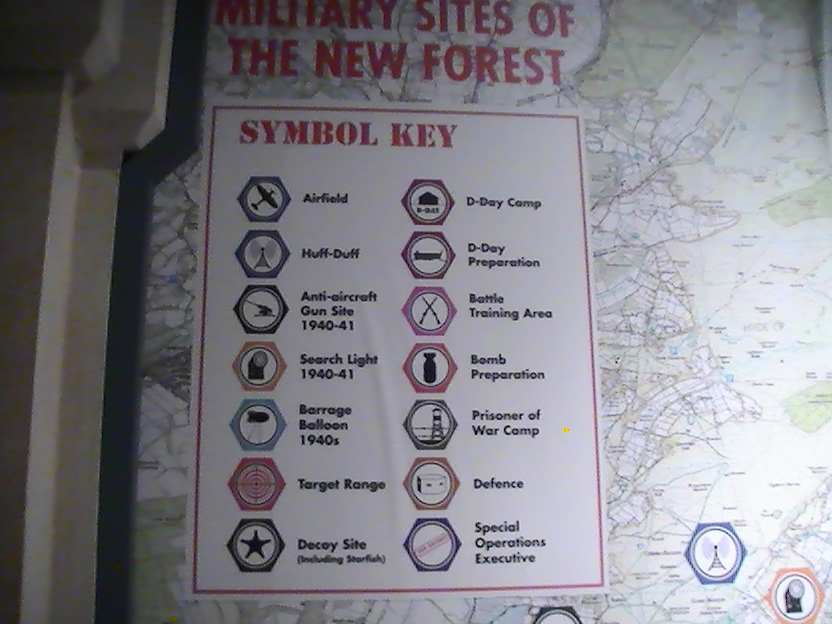 MILITARY SITES OF
THE NEW FOREST
SYMBOL KEY
Airfield
Huff-Duff
Anti-aircraft
Gun Site
1940-41
Search Light
1940-41
Barrage
Balloon
1940s
Target Range
Decoy Site
(Including Starfish)
D-Day Camp
D-Day
Preparation
Battle
Training Area
Bomb
Preparation
Prisoner of
War Camp
Defence
Special
Operations
Executive